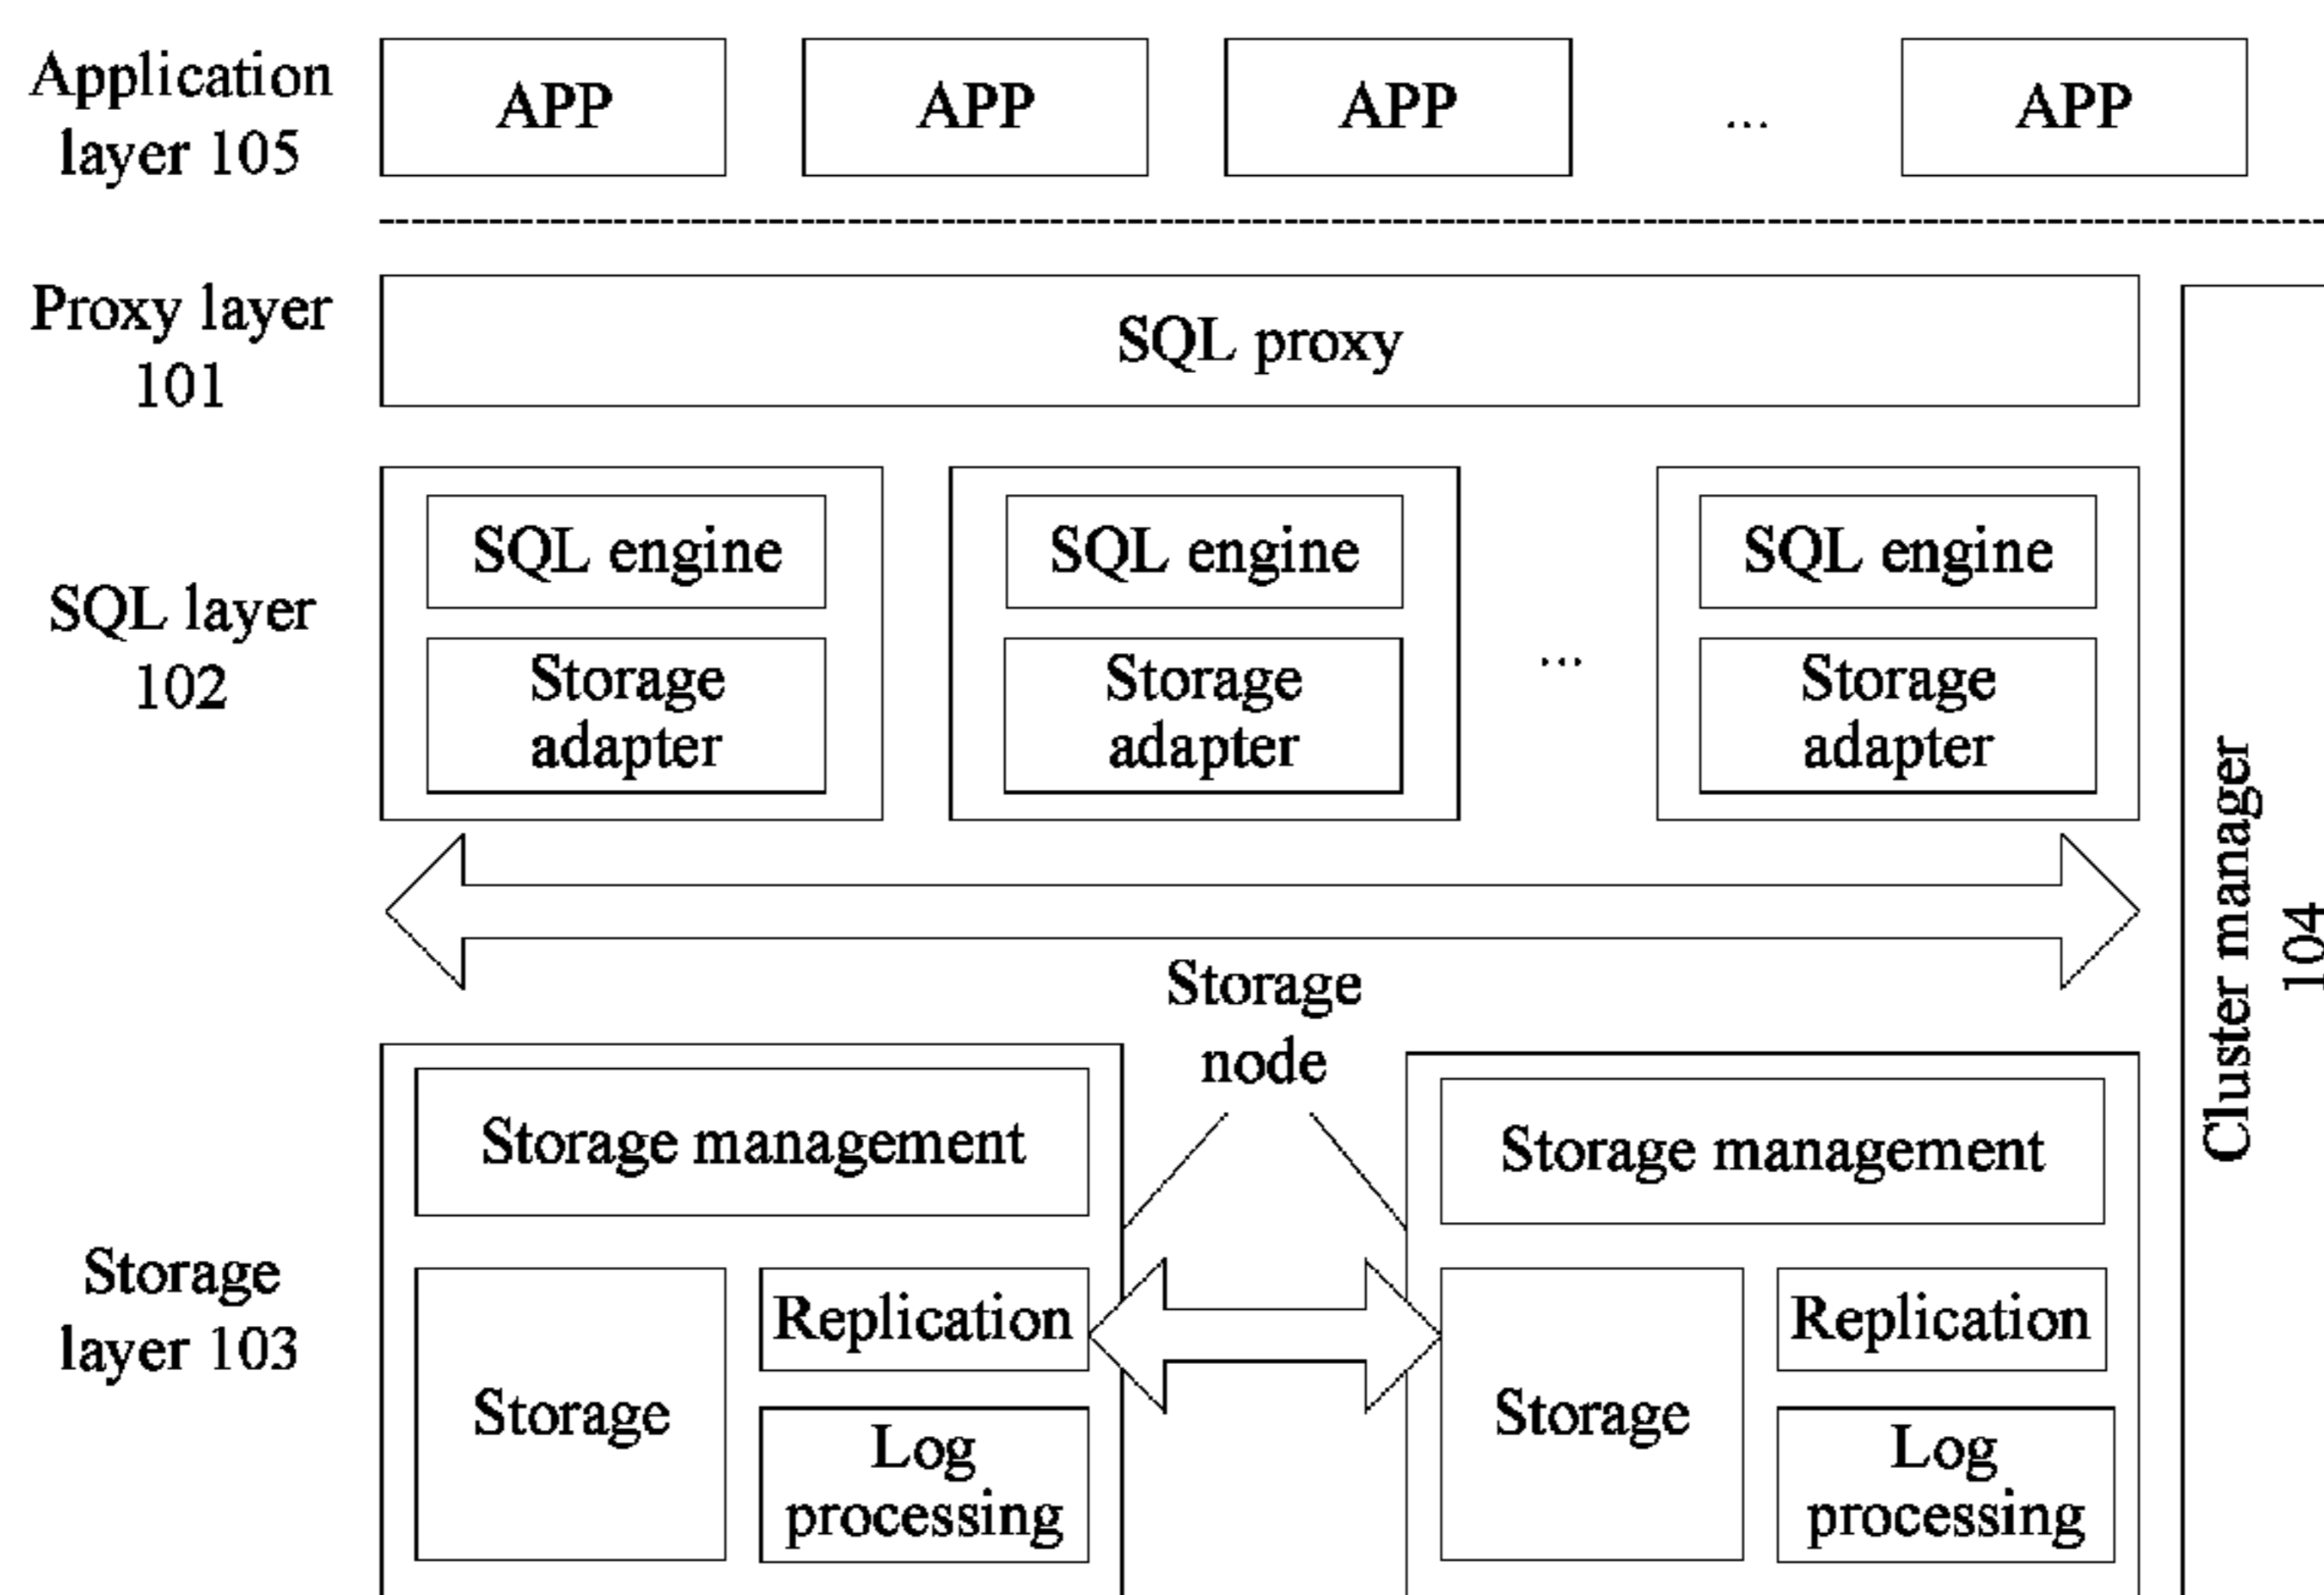 Application
layer 105
APP
APP
APP
...
APP
Proxy layer
101
SQL proxy
SQL layer
102
SQL engine
Storage
adapter
SQL engine
Storage
adapter
...
SQL engine
Storage
adapter
Cluster manager
104
Storage
node
Storage
layer 103
Storage management
Storage
Replication
Log
processing
Storage management
Storage
Replication
Log
processing